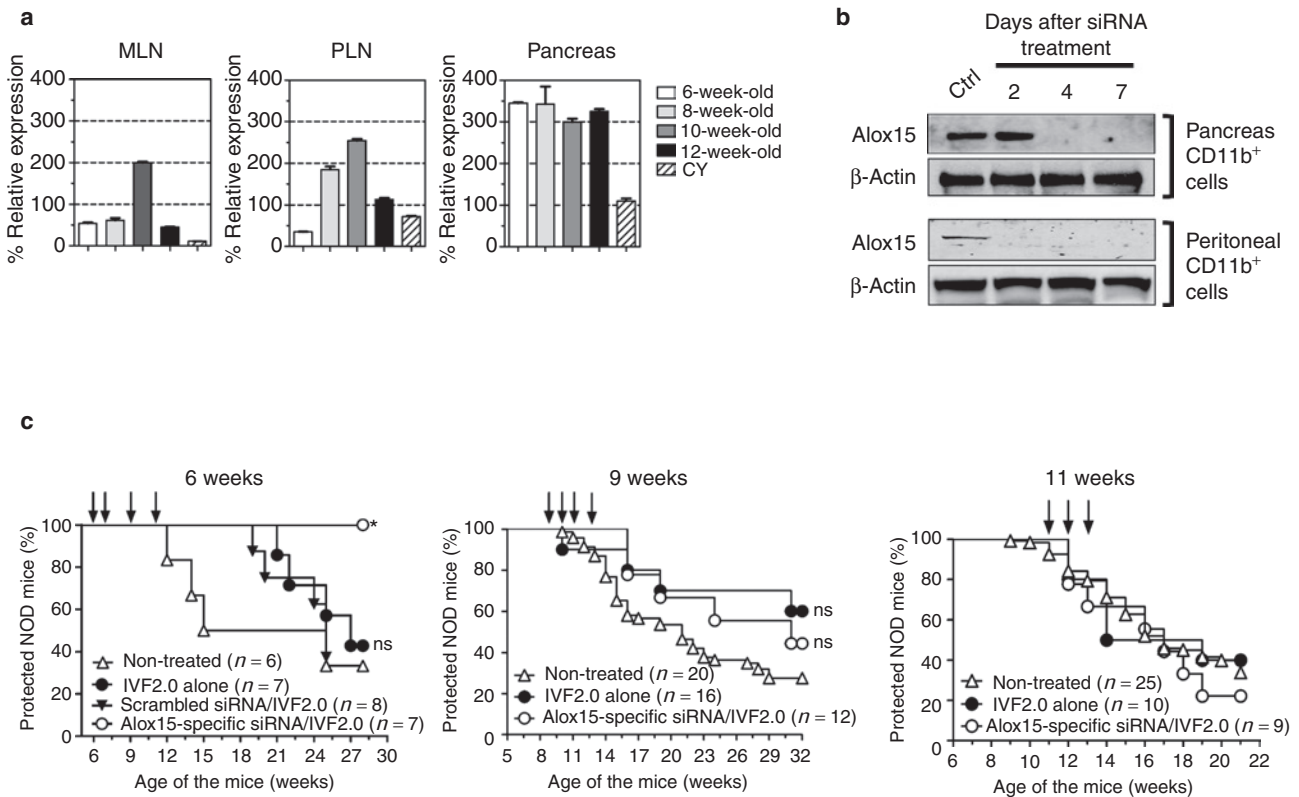 a
MLN
PLN
Pancreas
% Relative expression
400
300
200
100
0
% Relative expression
400
300
200
100
0
% Relative expression
400
300
200
100
0
6-week-old
8-week-old
10-week-old
12-week-old
CY
b
Days after siRNA
treatment
Ctrl 2 4 7
Alox15
β-Actin
Pancreas
CD11b+
cells
Alox15
β-Actin
Peritoneal
CD11b+
cells
c
6 weeks
Protected NOD mice (%)
100
80
60
40
20
0
*
ns
Non-treated (n = 6)
IVF2.0 alone (n = 7)
Scrambled siRNA/IVF2.0 (n = 8)
Alox15-specific siRNA/IVF2.0 (n = 7)
6 9 12 15 18 21 24 27 30
Age of the mice (weeks)
9 weeks
Protected NOD mice (%)
100
80
60
40
20
0
ns
ns
Non-treated (n = 20)
IVF2.0 alone (n = 16)
Alox15-specific siRNA/IVF2.0 (n = 12)
5 8 11 14 17 20 23 26 29 32
Age of the mice (weeks)
11 weeks
Protected NOD mice (%)
100
80
60
40
20
0
Non-treated (n = 25)
IVF2.0 alone (n = 10)
Alox15-specific siRNA/IVF2.0 (n = 9)
6 8 10 12 14 16 18 20 22
Age of the mice (weeks)